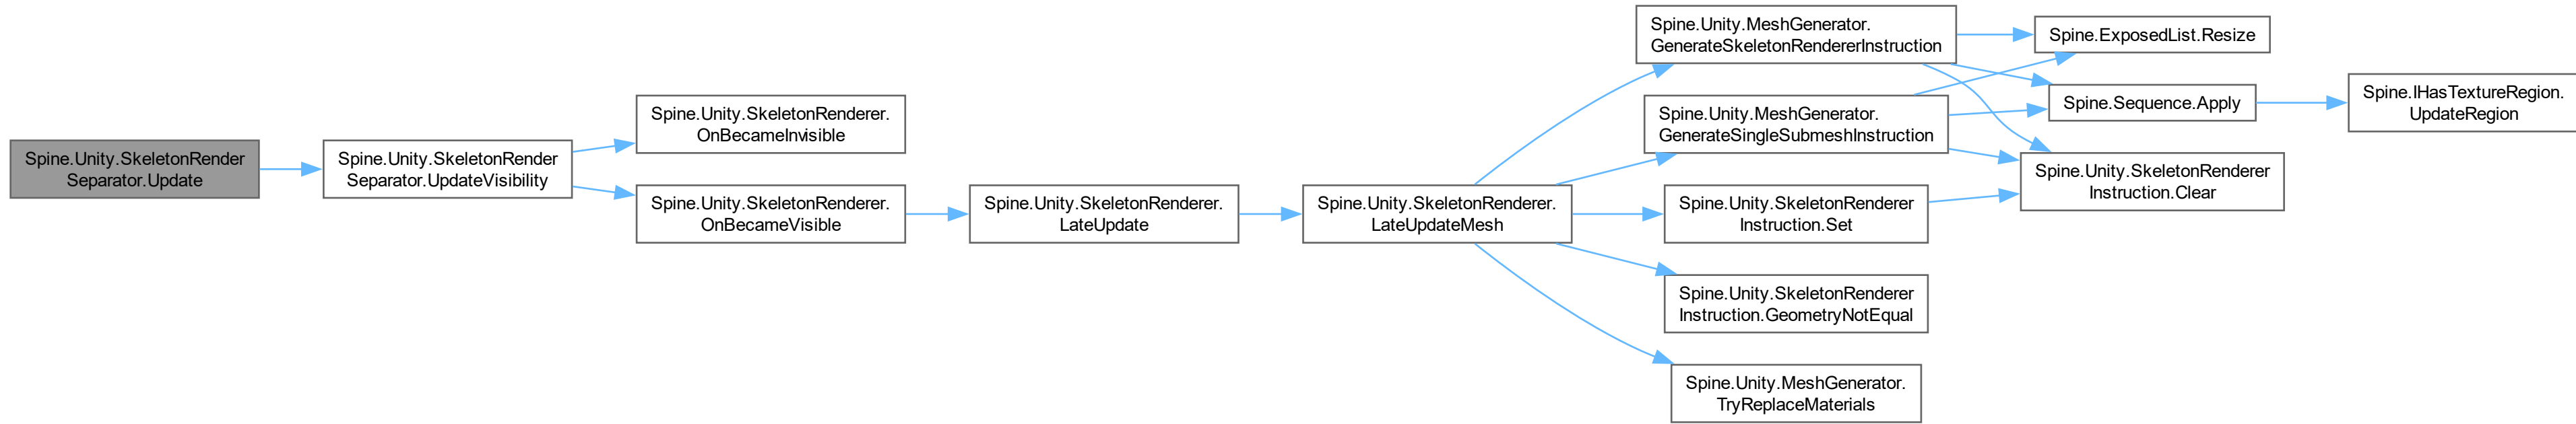 Spine.Unity.SkeletonRender
Separator.Update
Spine.Unity.SkeletonRender
Separator.UpdateVisibility
Spine.Unity.SkeletonRenderer.
OnBecameInvisible
Spine.Unity.SkeletonRenderer.
OnBecameVisible
Spine.Unity.SkeletonRenderer.
LateUpdate
Spine.Unity.SkeletonRenderer.
LateUpdateMesh
Spine.Unity.MeshGenerator.
GenerateSkeletonRendererInstruction
Spine.Unity.MeshGenerator.
GenerateSingleSubmeshInstruction
Spine.Unity.SkeletonRenderer
Instruction.Set
Spine.Unity.SkeletonRenderer
Instruction.GeometryNotEqual
Spine.Unity.MeshGenerator.
TryReplaceMaterials
Spine.ExposedList.Resize
Spine.Sequence.Apply
Spine.Unity.SkeletonRenderer
Instruction.Clear
Spine.IHasTextureRegion.
UpdateRegion